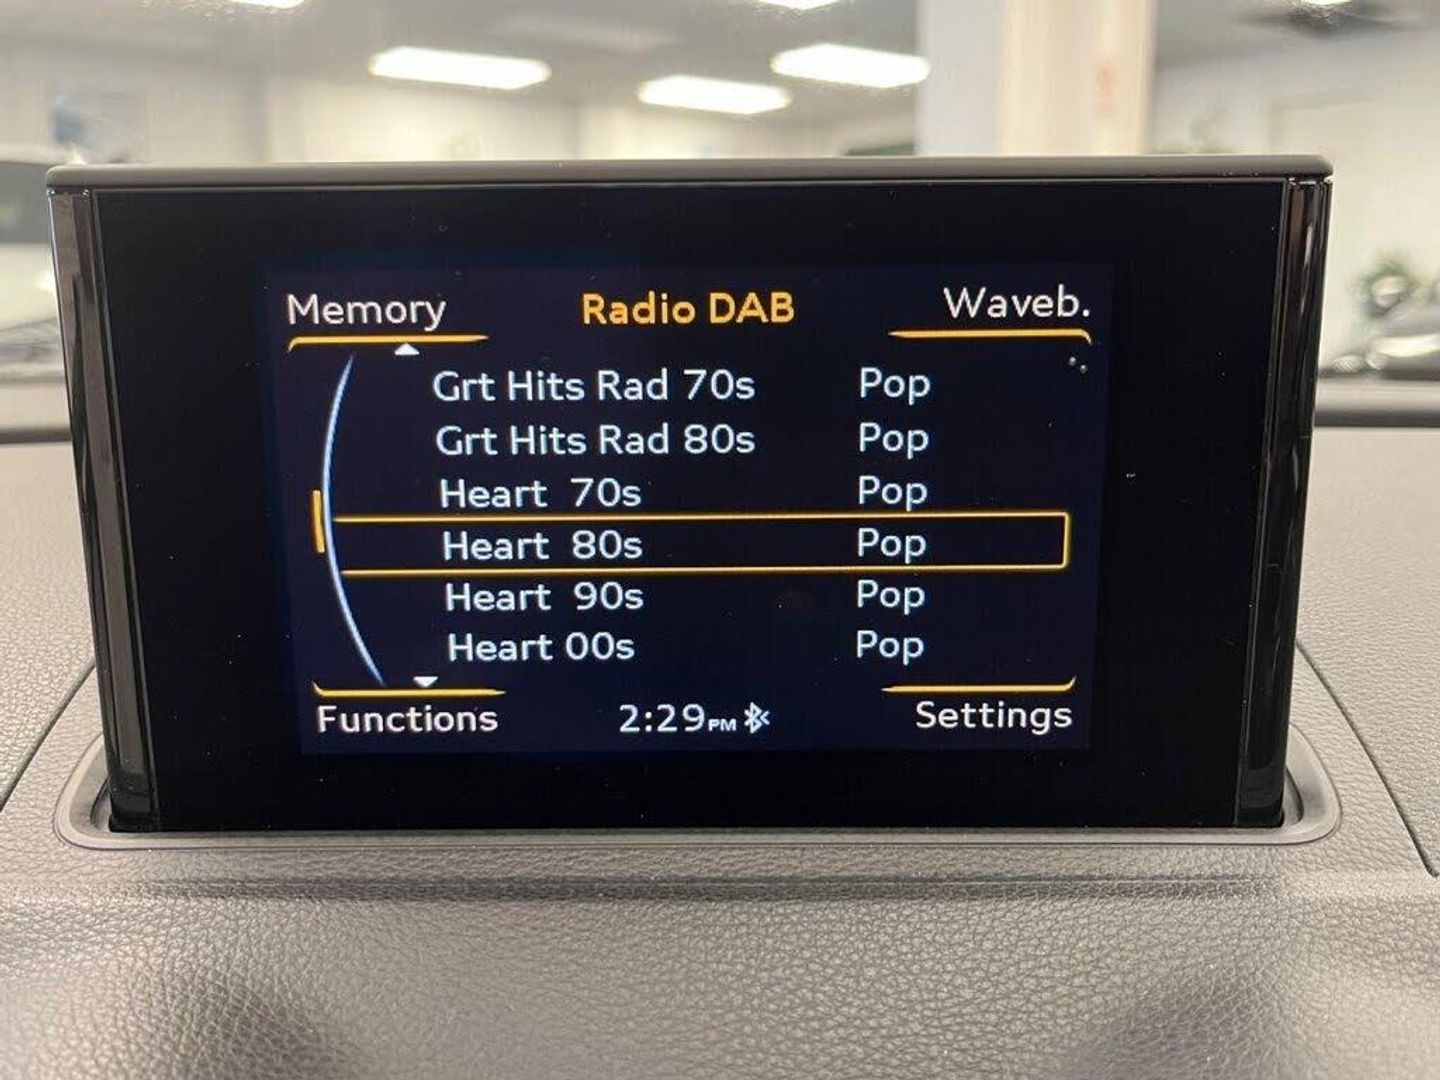 Memory Radio DAB Waveb.
Grt Hits Rad 70s Pop
Grt Hits Rad 80s Pop
Heart 70s Pop
Heart 80s Pop
Heart 90s Pop
Heart 00s Pop
Functions 2:29PM Settings